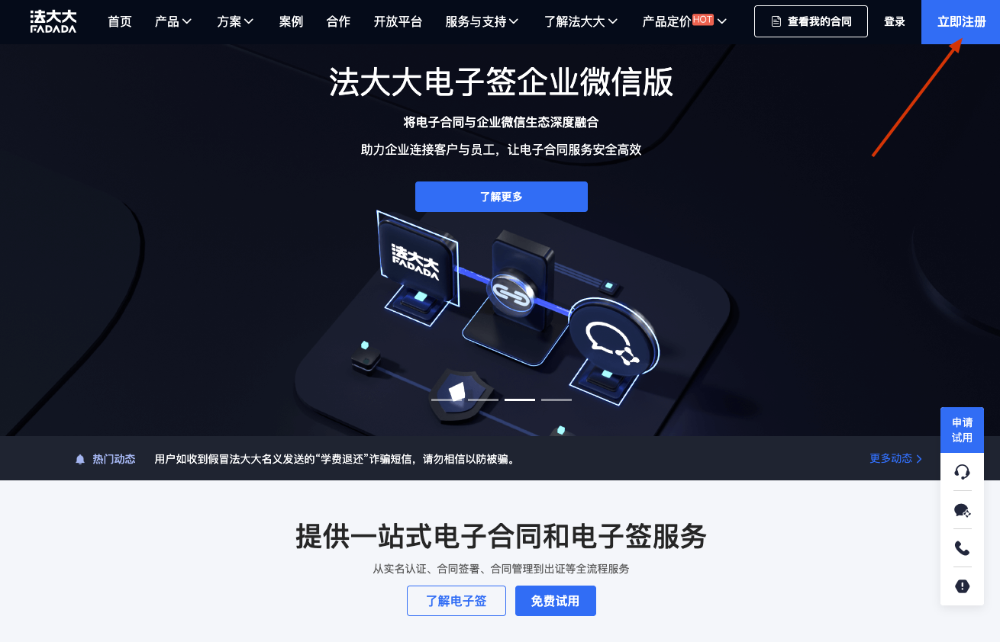 法大大 FADADA 首页 产品 方案 案例 合作 开放平台 服务与支持 了解法大大 产品定价 HOT 查看我的合同 登录 立即注册
法大大电子签企业微信版
将电子合同与企业微信生态深度融合
助力企业连接客户与员工，让电子合同服务安全高效
了解更多
法大大
FADADA
申请
试用
热门动态 用户如收到假冒法大大名义发送的“学费退还”诈骗短信，请勿相信以防被骗。 更多动态
提供一站式电子合同和电子签服务
从实名认证、合同签署、合同管理到出证等全流程服务
了解电子签 免费试用